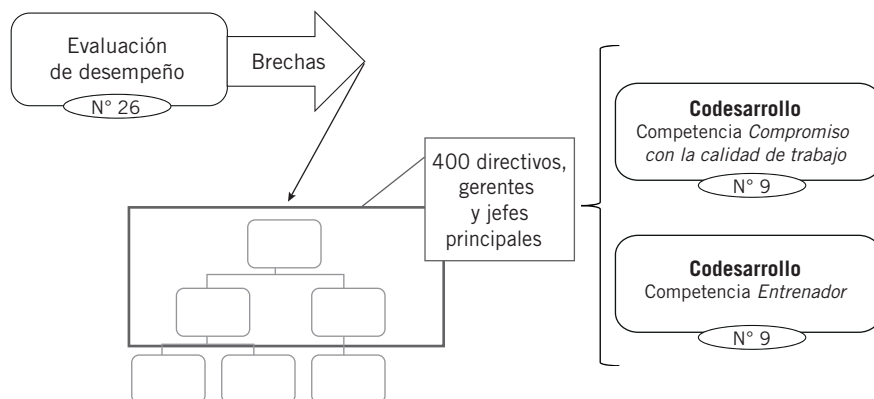 Evaluación
de desempeño
N° 26
Brechas
400 directivos,
gerentes
y jefes
principales
Codesarrollo
Competencia Compromiso
con la calidad de trabajo
N° 9
Codesarrollo
Competencia Entrenador
N° 9